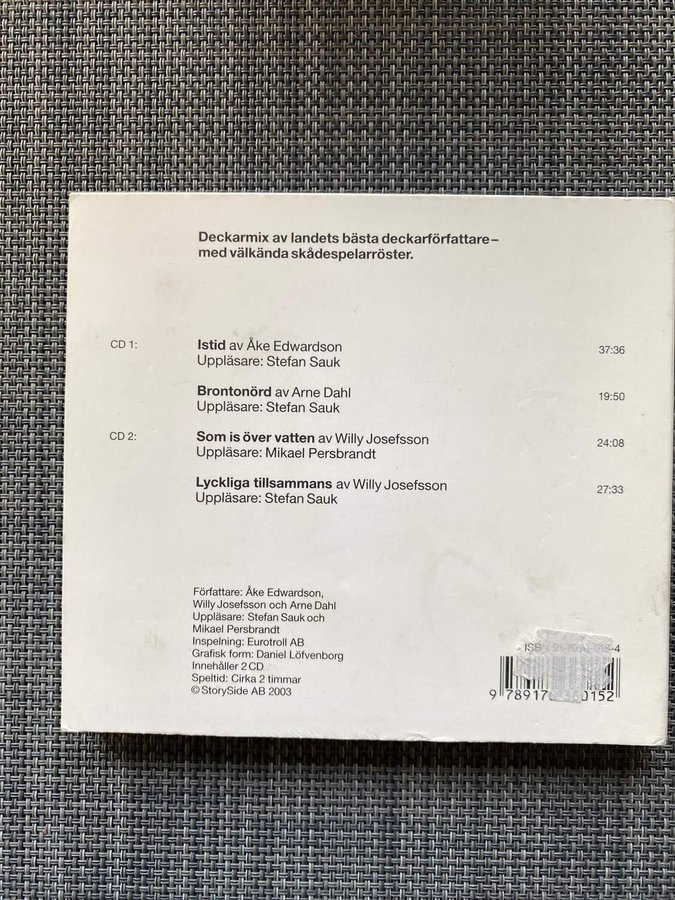 Deckarmix av landets bästa deckarförfattare–
med välkända skådespelarröster.
CD 1: Istid av Åke Edwardson 37:36
Uppläsare: Stefan Sauk
Brontonörd av Arne Dahl 19:50
Uppläsare: Stefan Sauk
CD 2: Som is över vatten av Willy Josefsson 24:08
Uppläsare: Mikael Persbrandt
Lyckliga tillsammans av Willy Josefsson 27:33
Uppläsare: Stefan Sauk
Författare: Åke Edwardson,
Willy Josefsson och Arne Dahl
Uppläsare: Stefan Sauk och
Mikael Persbrandt
Inspelning: Eurotroll AB
Grafisk form: Daniel Löfvenborg
Innehåller 2 CD
Speltid: Cirka 2 timmar
© StorySide AB 2003
ISBN